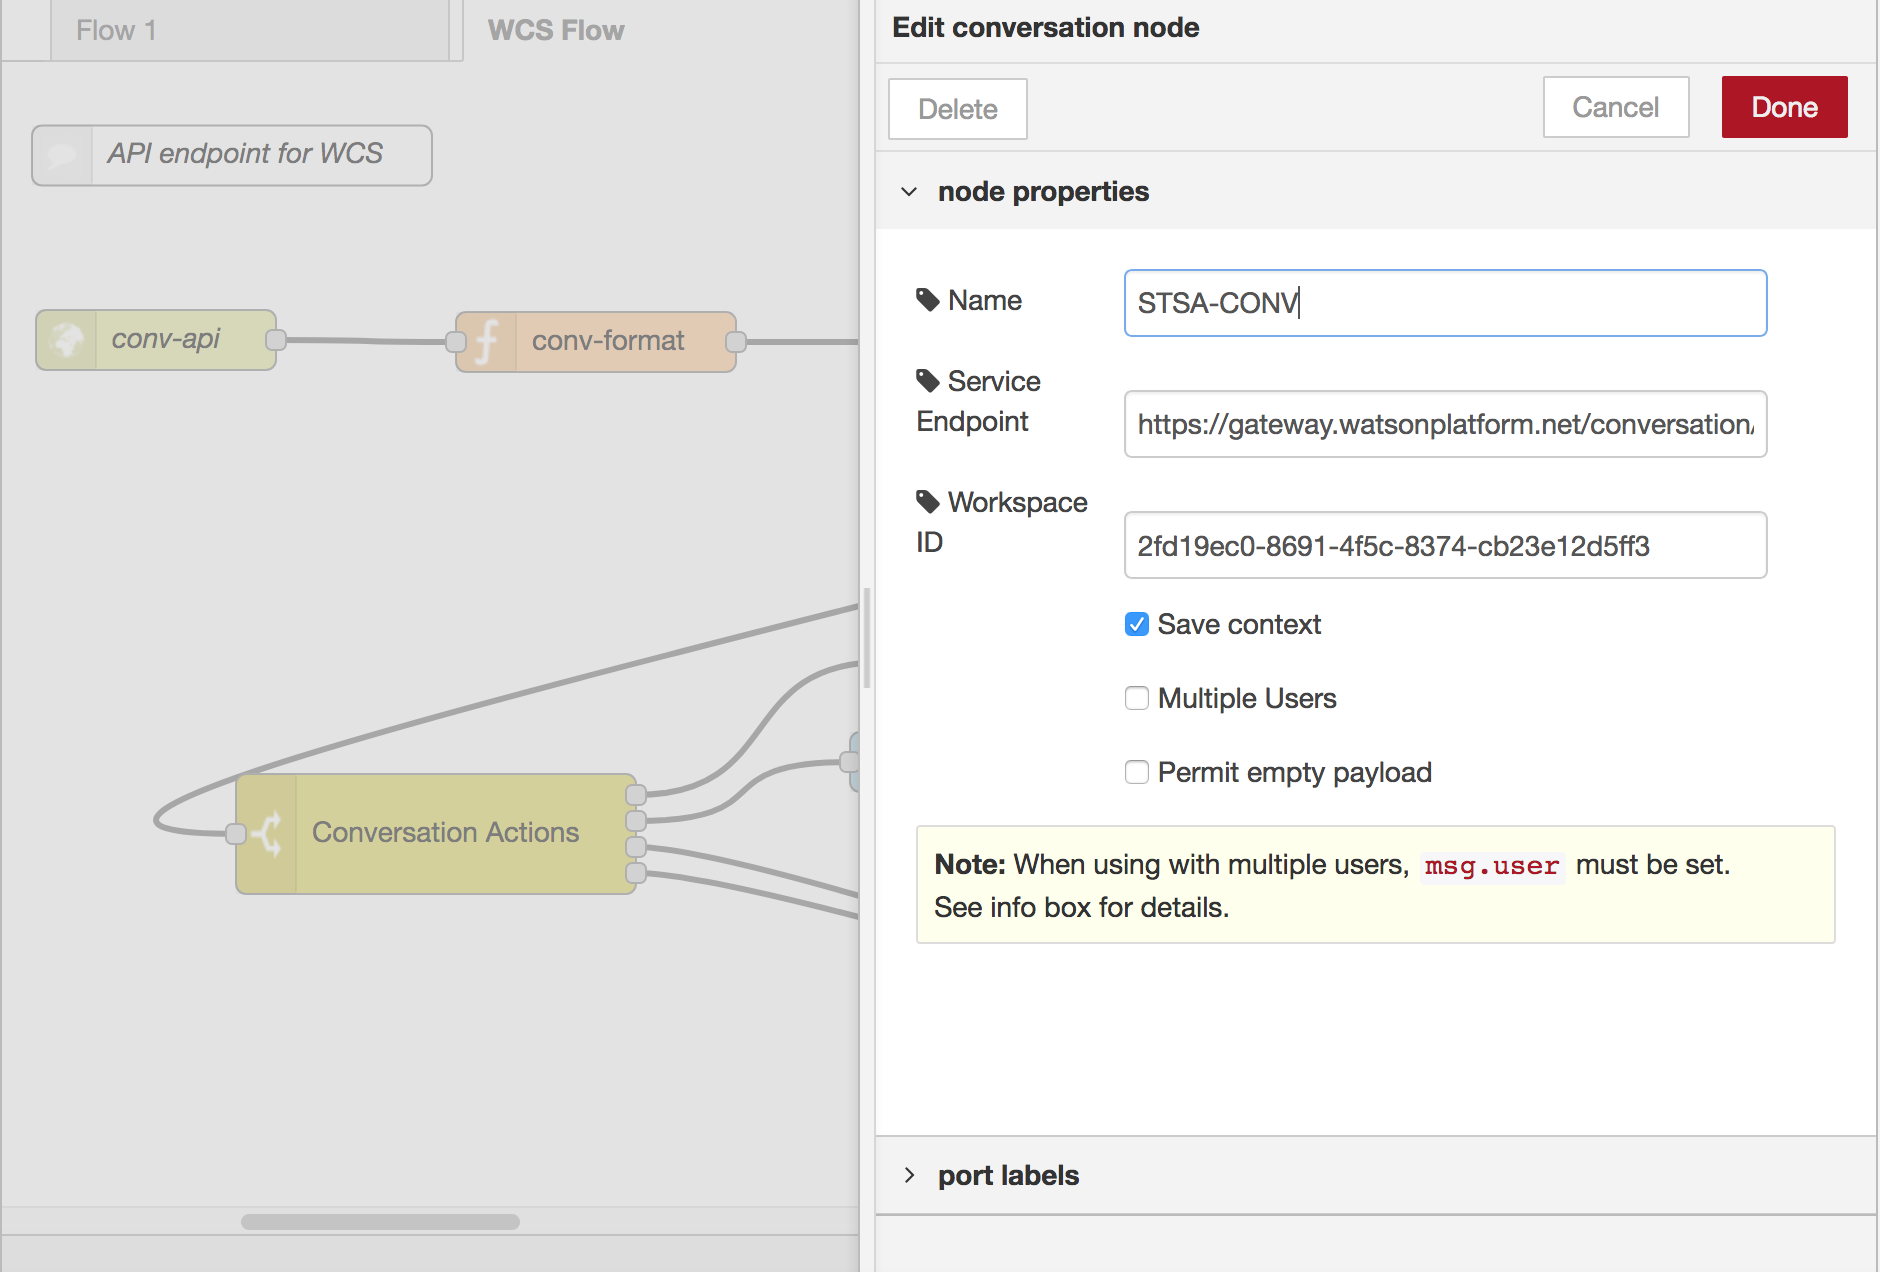 Flow 1
WCS Flow
API endpoint for WCS
conv-api
conv-format
Conversation Actions
Edit conversation node
Delete
Cancel
Done
node properties
Name
STSA-CONV
Service
Endpoint
https://gateway.watsonplatform.net/conversation/
Workspace
ID
2fd19ec0-8691-4f5c-8374-cb23e12d5ff3
Save context
Multiple Users
Permit empty payload
Note: When using with multiple users, msg.user must be set.
See info box for details.
port labels